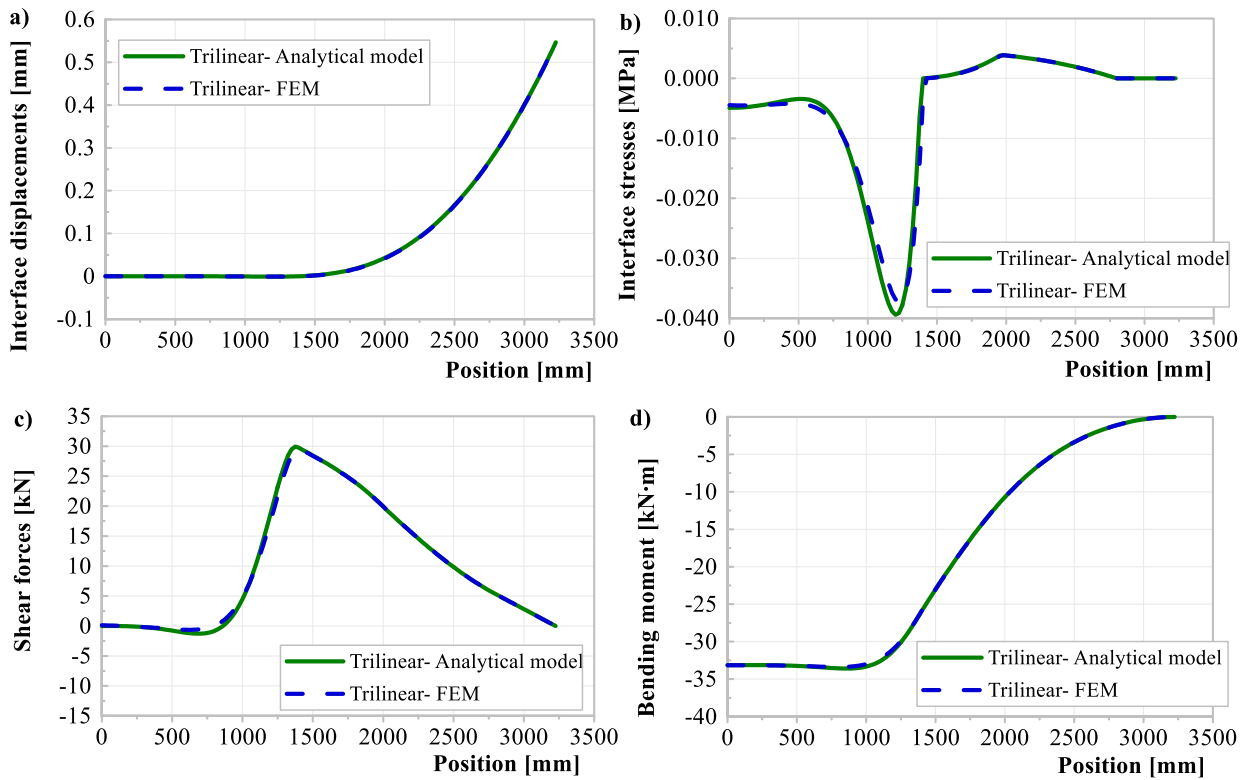 a)
Interface displacements [mm]
0.6
0.5
0.4
0.3
0.2
0.1
0
-0.1
Trilinear- Analytical model
Trilinear- FEM
0 500 1000 1500 2000 2500 3000 3500
Position [mm]
b)
Interface stresses [MPa]
0.010
0.000
-0.010
-0.020
-0.030
-0.040
Trilinear- Analytical model
Trilinear- FEM
0 500 1000 1500 2000 2500 3000 3500
Position [mm]
c)
Shear forces [kN]
35
30
25
20
15
10
5
0
-5
-10
-15
Trilinear- Analytical model
Trilinear- FEM
0 500 1000 1500 2000 2500 3000 3500
Position [mm]
d)
Bending moment [kN·m]
0
-5
-10
-15
-20
-25
-30
-35
-40
Trilinear- Analytical model
Trilinear- FEM
0 500 1000 1500 2000 2500 3000 3500
Position [mm]